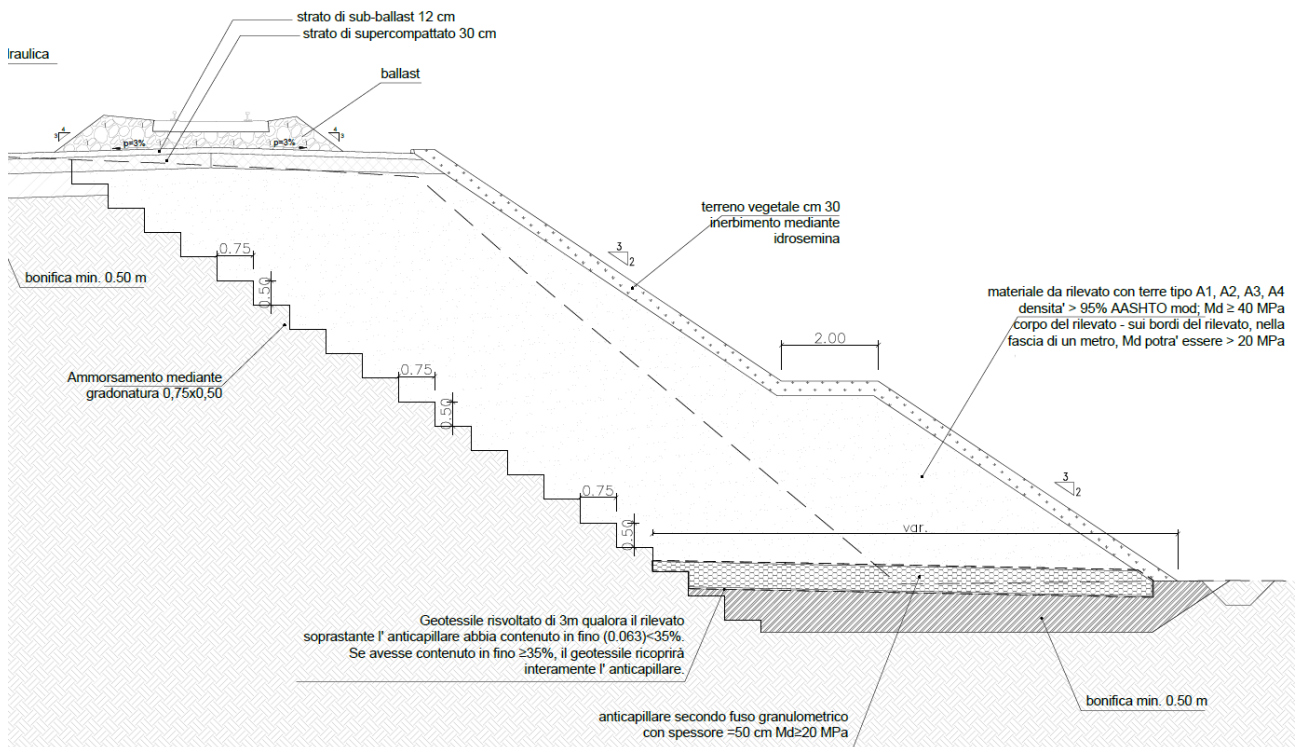 strato di sub-ballast 12 cm
strato di supercompattato 30 cm
draulica
ballast
4
3
4
3
p=3%
p=3%
terreno vegetale cm 30
inerbimento mediante
idrosemina
0.75
3
2
bonifica min. 0.50 m
0.50
materiale da rilevato con terre tipo A1, A2, A3, A4
densita' > 95% AASHTO mod; Md ≥ 40 MPa
corpo del rilevato - sui bordi del rilevato, nella
fascia di un metro, Md potra' essere > 20 MPa
2.00
Ammorsamento mediante
gradonatura 0,75x0,50
0.75
0.50
3
2
0.75
0.50
var.
Geotessile risvoltato di 3m qualora il rilevato
soprastante l' anticapillare abbia contenuto in fino (0.063)<35%.
Se avesse contenuto in fino ≥35%, il geotessile ricoprirà
interamente l' anticapillare.
bonifica min. 0.50 m
anticapillare secondo fuso granulometrico
con spessore =50 cm Md≥20 MPa